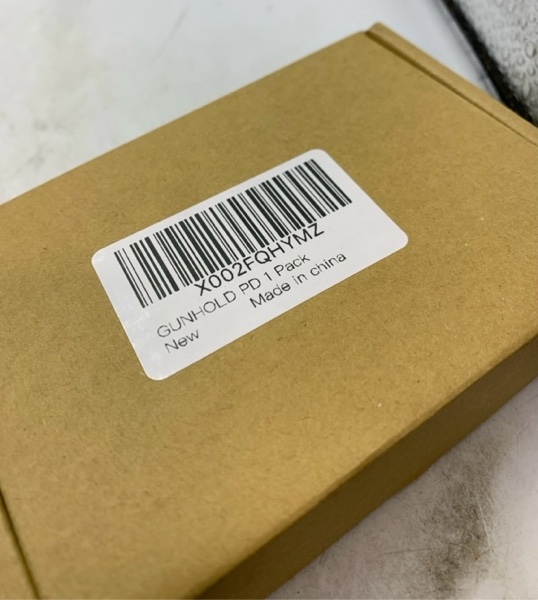 X002FQHYMZ
GUNHOLD PD 1 Pack
New Made in china